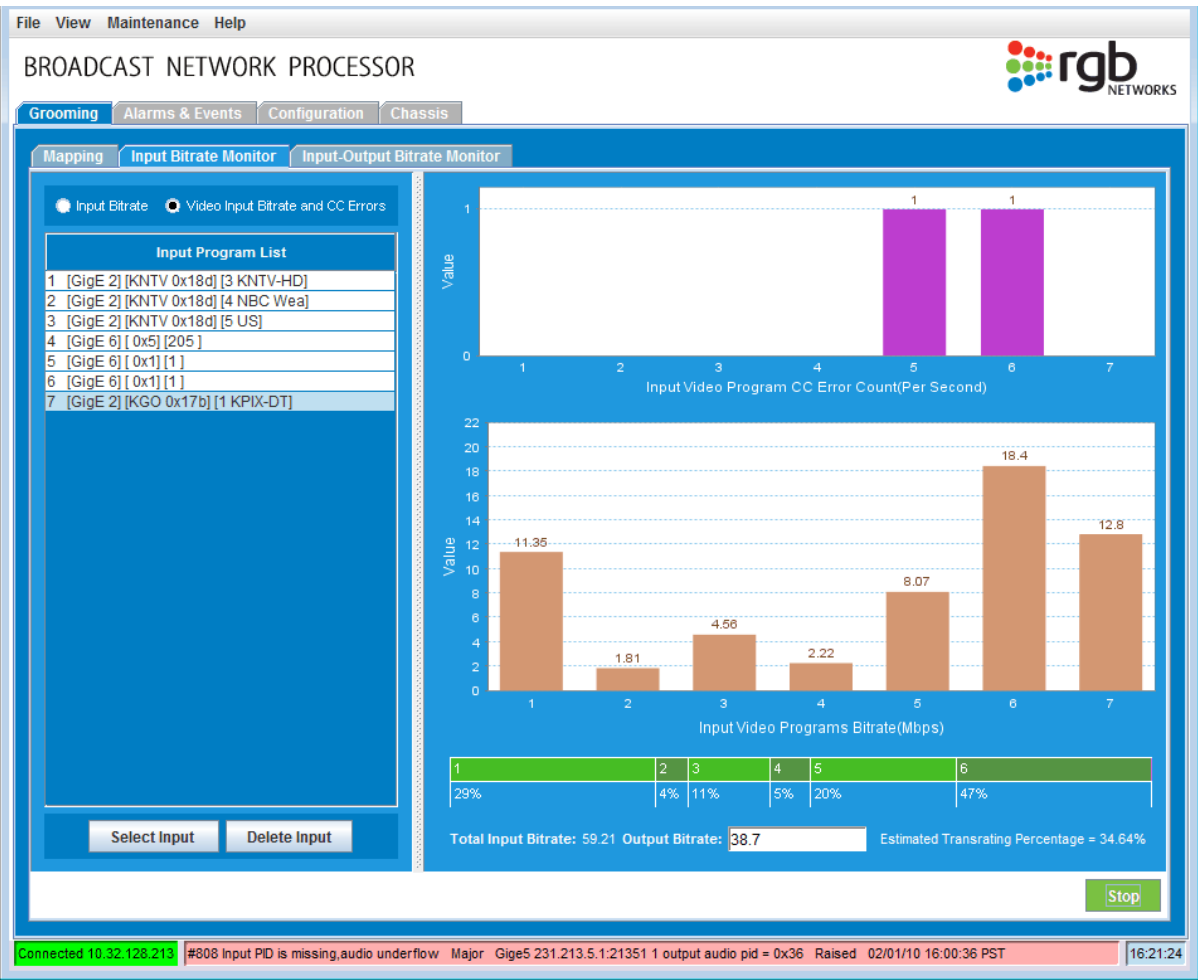 File View Maintenance Help
BROADCAST NETWORK PROCESSOR
rgb
NETWORKS
Grooming Alarms & Events Configuration Chassis
Mapping Input Bitrate Monitor Input-Output Bitrate Monitor
Input Bitrate Video Input Bitrate and CC Errors
Input Program List
1 [GigE 2] [KNTV 0x18d] [3 KNTV-HD]
2 [GigE 2] [KNTV 0x18d] [4 NBC Wea]
3 [GigE 2] [KNTV 0x18d] [5 US]
4 [GigE 6] [ 0x5] [205 ]
5 [GigE 6] [ 0x1] [1 ]
6 [GigE 6] [ 0x1] [1 ]
7 [GigE 2] [KGO 0x17b] [1 KPIX-DT]
Select Input Delete Input
1 1
1
Value
0
1 2 3 4 5 6 7
Input Video Program CC Error Count(Per Second)
22
20
18
16
14
12
10
8
6
4
2
0
Value
11.35 1.81 4.56 2.22 8.07 18.4 12.8
1 2 3 4 5 6 7
Input Video Programs Bitrate(Mbps)
1 2 3 4 5 6
29% 4% 11% 5% 20% 47%
Total Input Bitrate: 59.21 Output Bitrate: 38.7 Estimated Transrating Percentage = 34.64%
Stop
Connected 10.32.128.213 #808 Input PID is missing,audio underflow Major Gige5 231.213.5.1:21351 1 output audio pid = 0x36 Raised 02/01/10 16:00:36 PST 16:21:24